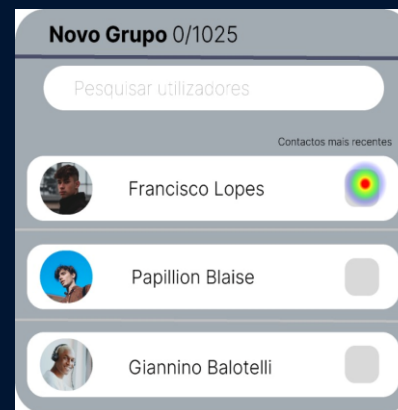 Novo Grupo 0/1025
Pesquisar utilizadores
Contactos mais recentes
Francisco Lopes
Papillion Blaise
Giannino Balotelli